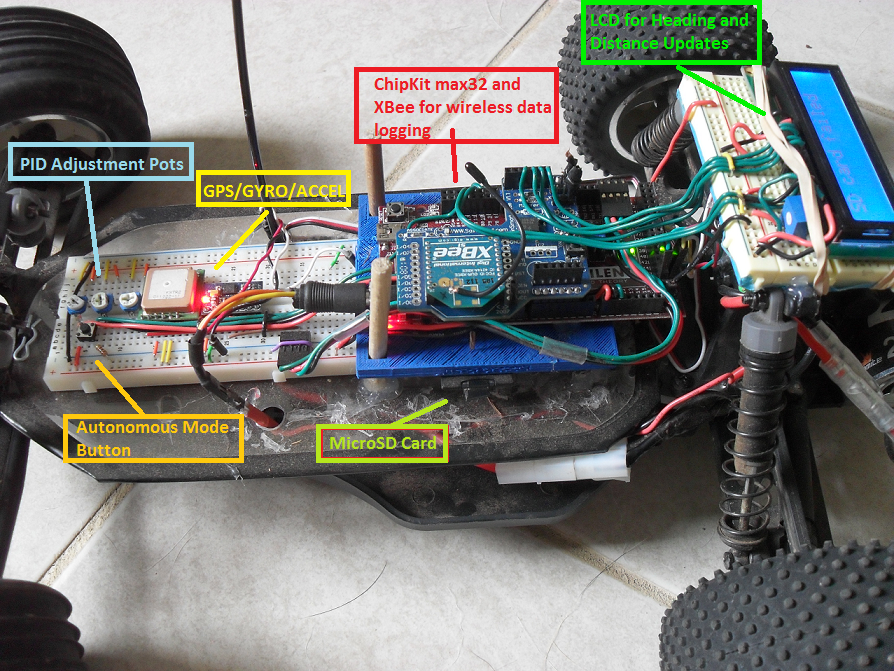 LCD for Heading and
Distance Updates
ChipKit max32 and
XBee for wireless data
logging
PID Adjustment Pots
GPS/GYRO/ACCEL
XBee
Autonomous Mode
Button
MicroSD Card